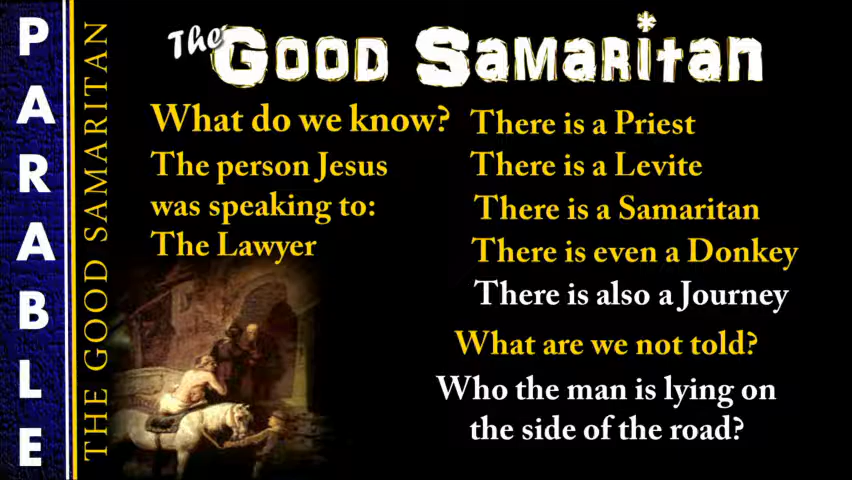 PARABLE
THE GOOD SAMARITAN
The Good Samaritan
What do we know?
The person Jesus
was speaking to:
The Lawyer
There is a Priest
There is a Levite
There is a Samaritan
There is even a Donkey
There is also a Journey
What are we not told?
Who the man is lying on
the side of the road?